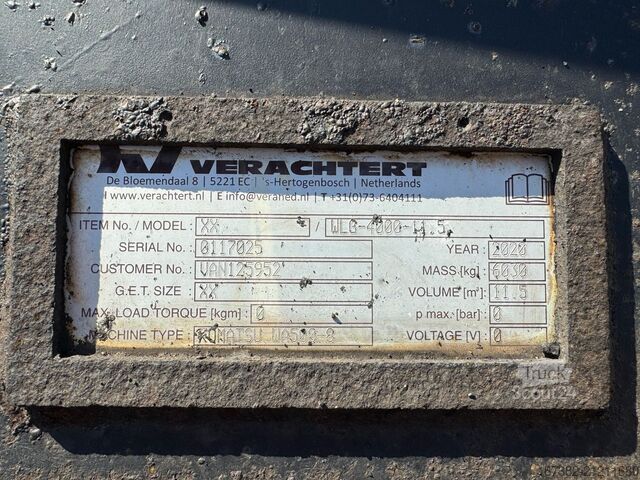 VERACHTERT
De Bloemendaal 8 | 5221 EC | 's-Hertogenbosch | Netherlands
I www.verachtert.nl | E info@veraned.nl | T +31(0)73-6404111
ITEM No. / MODEL : XX / WLG-4000-11.5
SERIAL No. : 0117025 YEAR : 2020
CUSTOMER No. : VAN125952 MASS [kg] : 6030
G.E.T. SIZE : XX VOLUME [m³]: 11.5
MAX. LOAD TORQUE [kgm] : 0 p max. [bar]: 0
MACHINE TYPE : KOMATSU WA500-8 VOLTAGE [V] : 0
Truck
Scout24